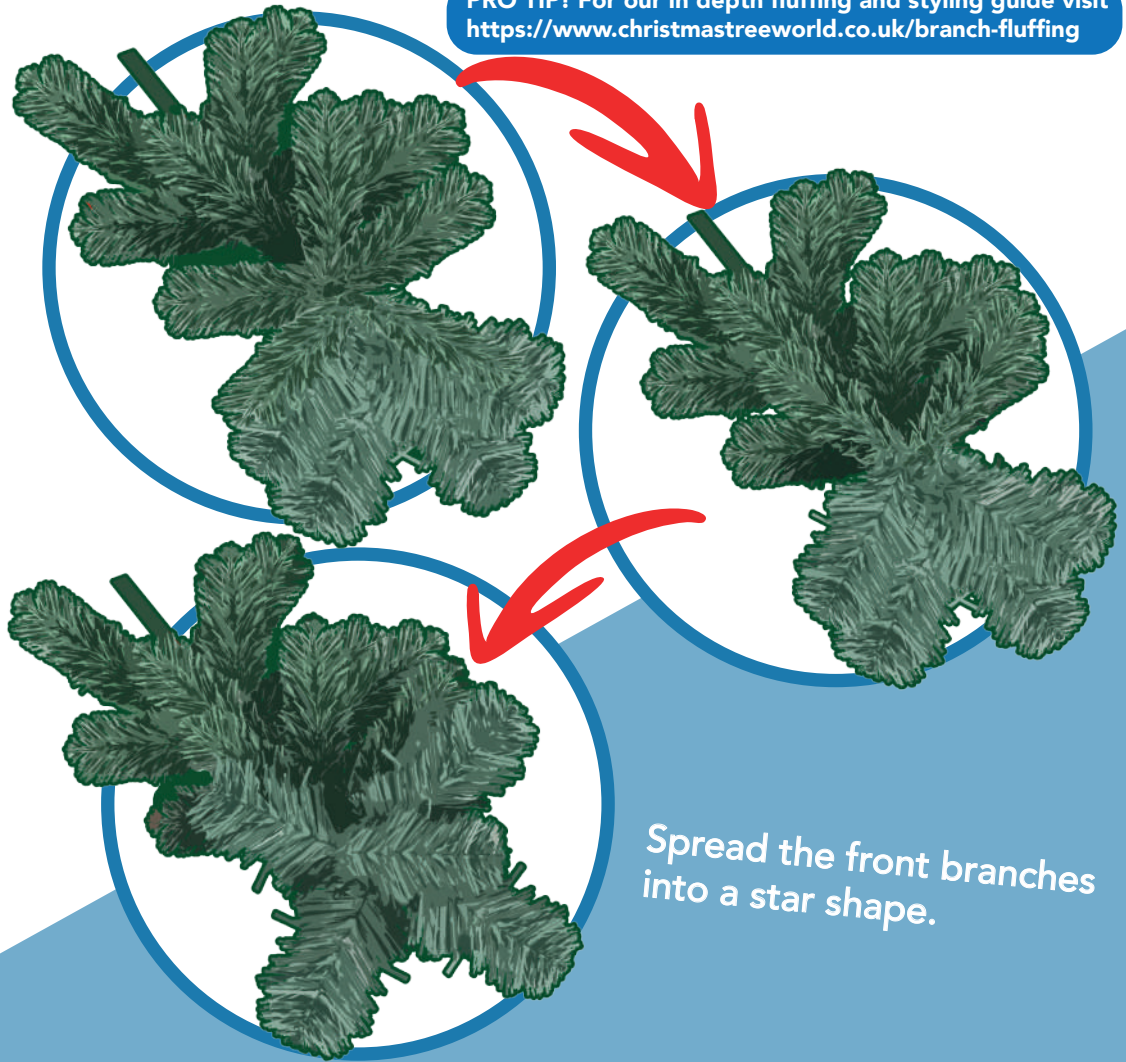 PRO TIP! For our in depth fluffing and styling guide visit
https://www.christmastreeworld.co.uk/branch-fluffing
Spread the front branches
into a star shape.